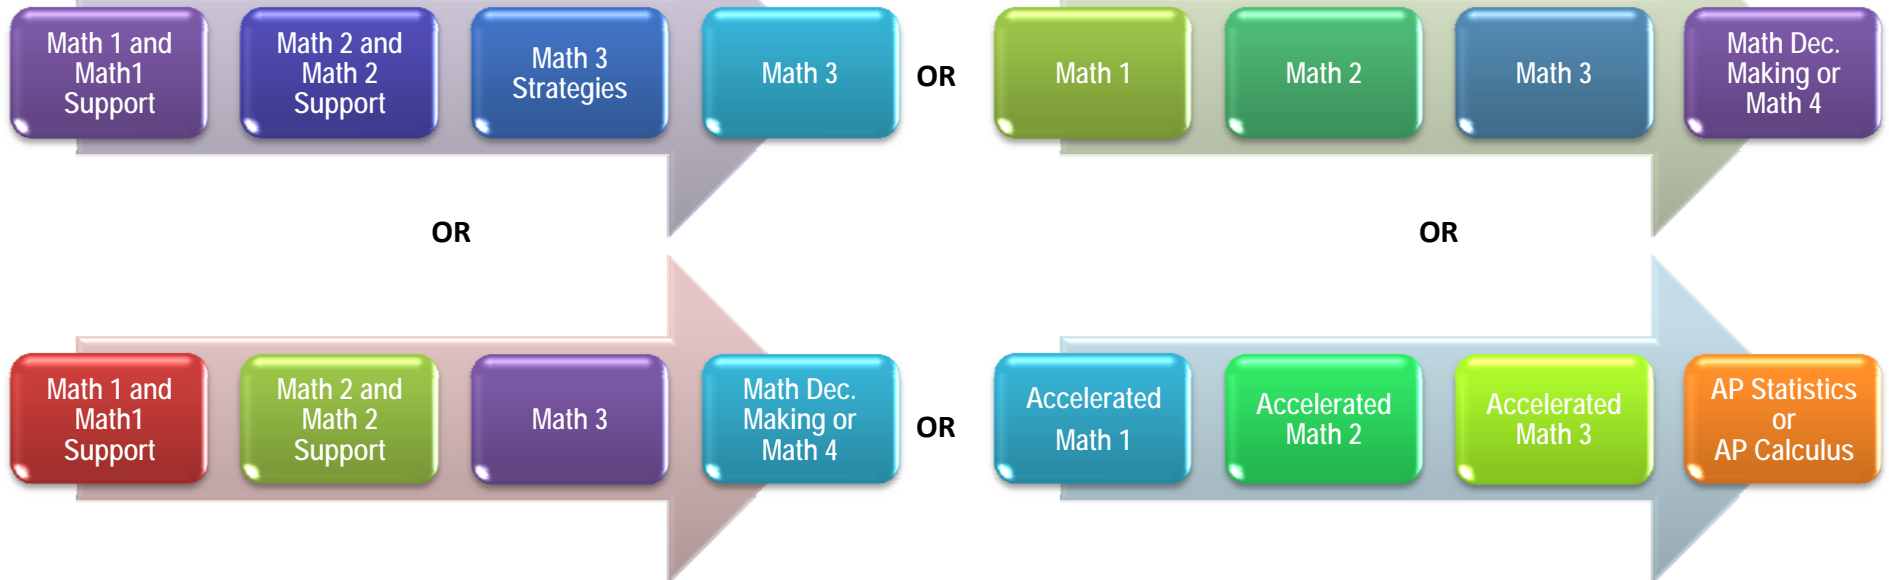 Math 1 and
Math1
Support
Math 2 and
Math 2
Support
Math 3
Strategies
Math 3
OR
Math 1
Math 2
Math 3
Math Dec.
Making or
Math 4
OR
OR
Math 1 and
Math1
Support
Math 2 and
Math 2
Support
Math 3
Math Dec.
Making or
Math 4
OR
Accelerated
Math 1
Accelerated
Math 2
Accelerated
Math 3
AP Statistics
or
AP Calculus